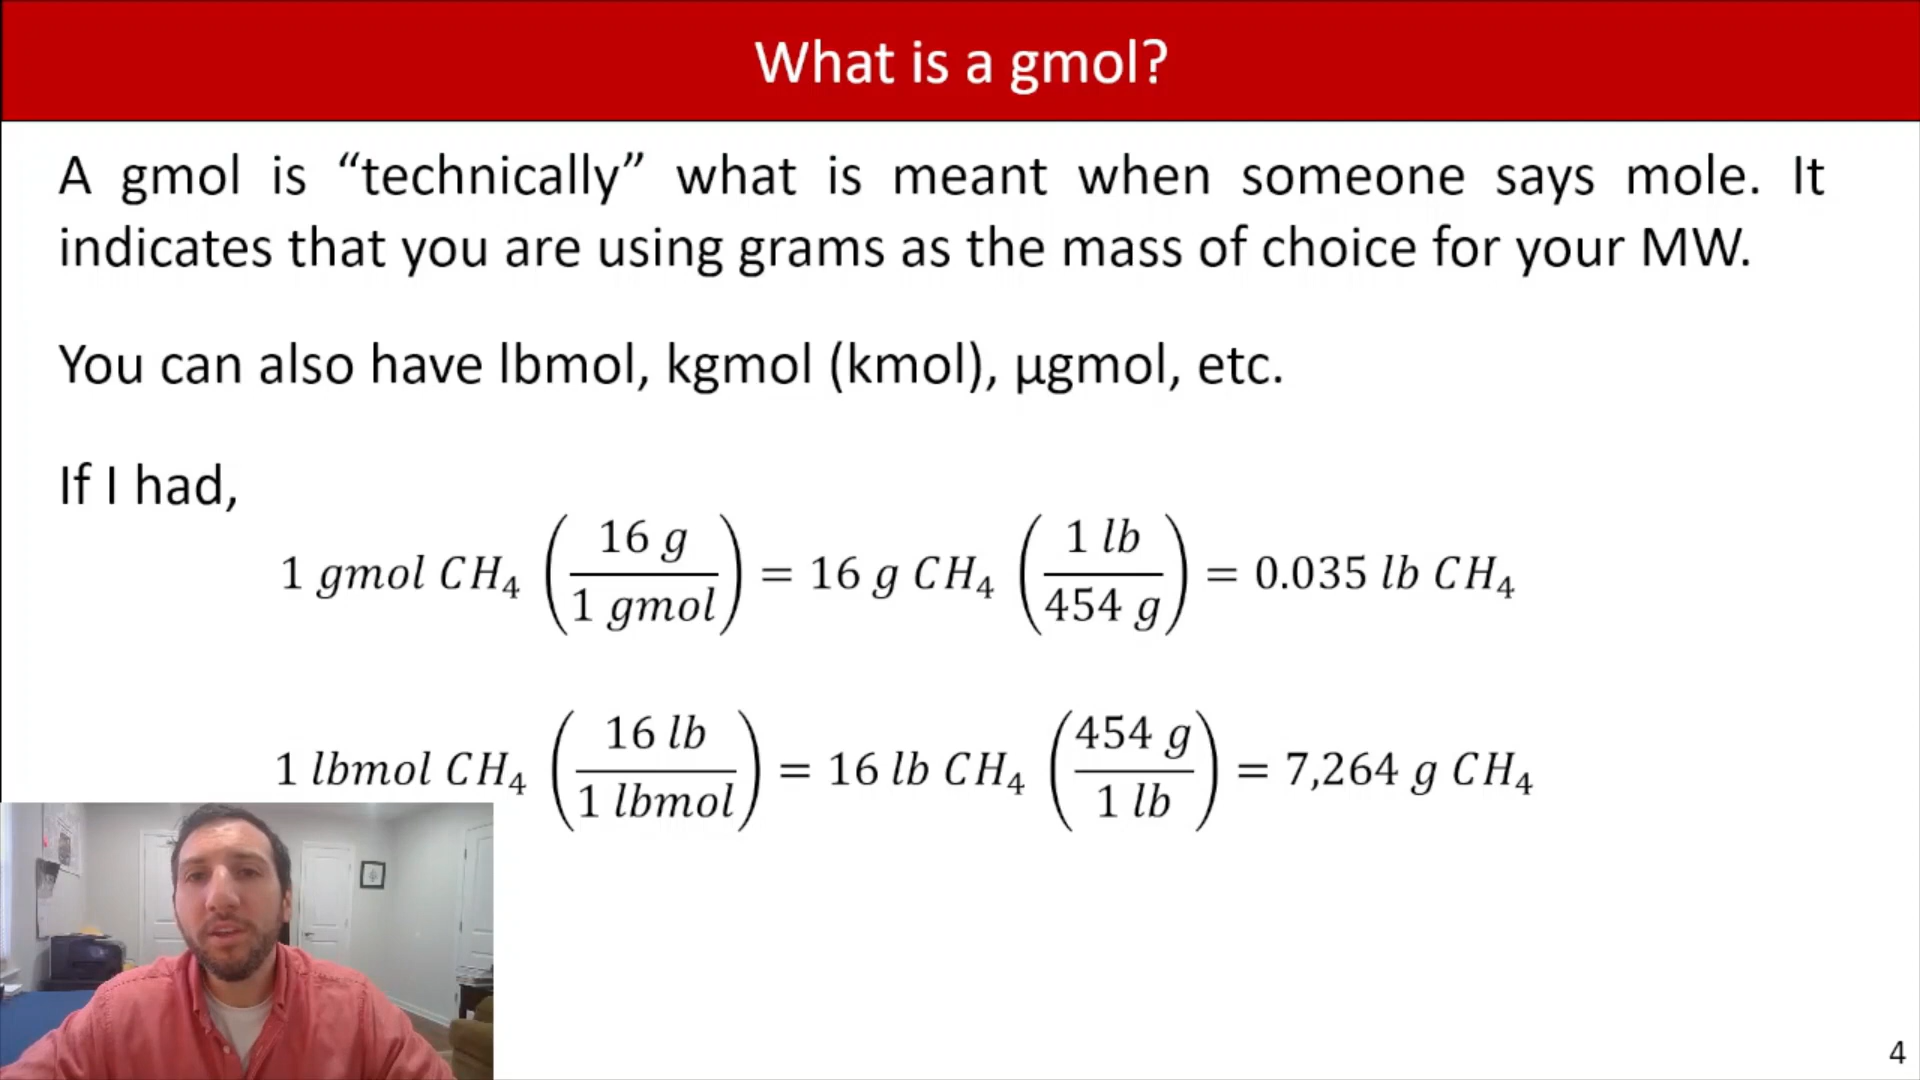 What is a gmol?
A gmol is “technically” what is meant when someone says mole. It
indicates that you are using grams as the mass of choice for your MW.
You can also have lbmol, kgmol (kmol), µgmol, etc.
If I had,
1 gmol CH₄ (16 g / 1 gmol) = 16 g CH₄ (1 lb / 454 g) = 0.035 lb CH₄
1 lbmol CH₄ (16 lb / 1 lbmol) = 16 lb CH₄ (454 g / 1 lb) = 7,264 g CH₄
4